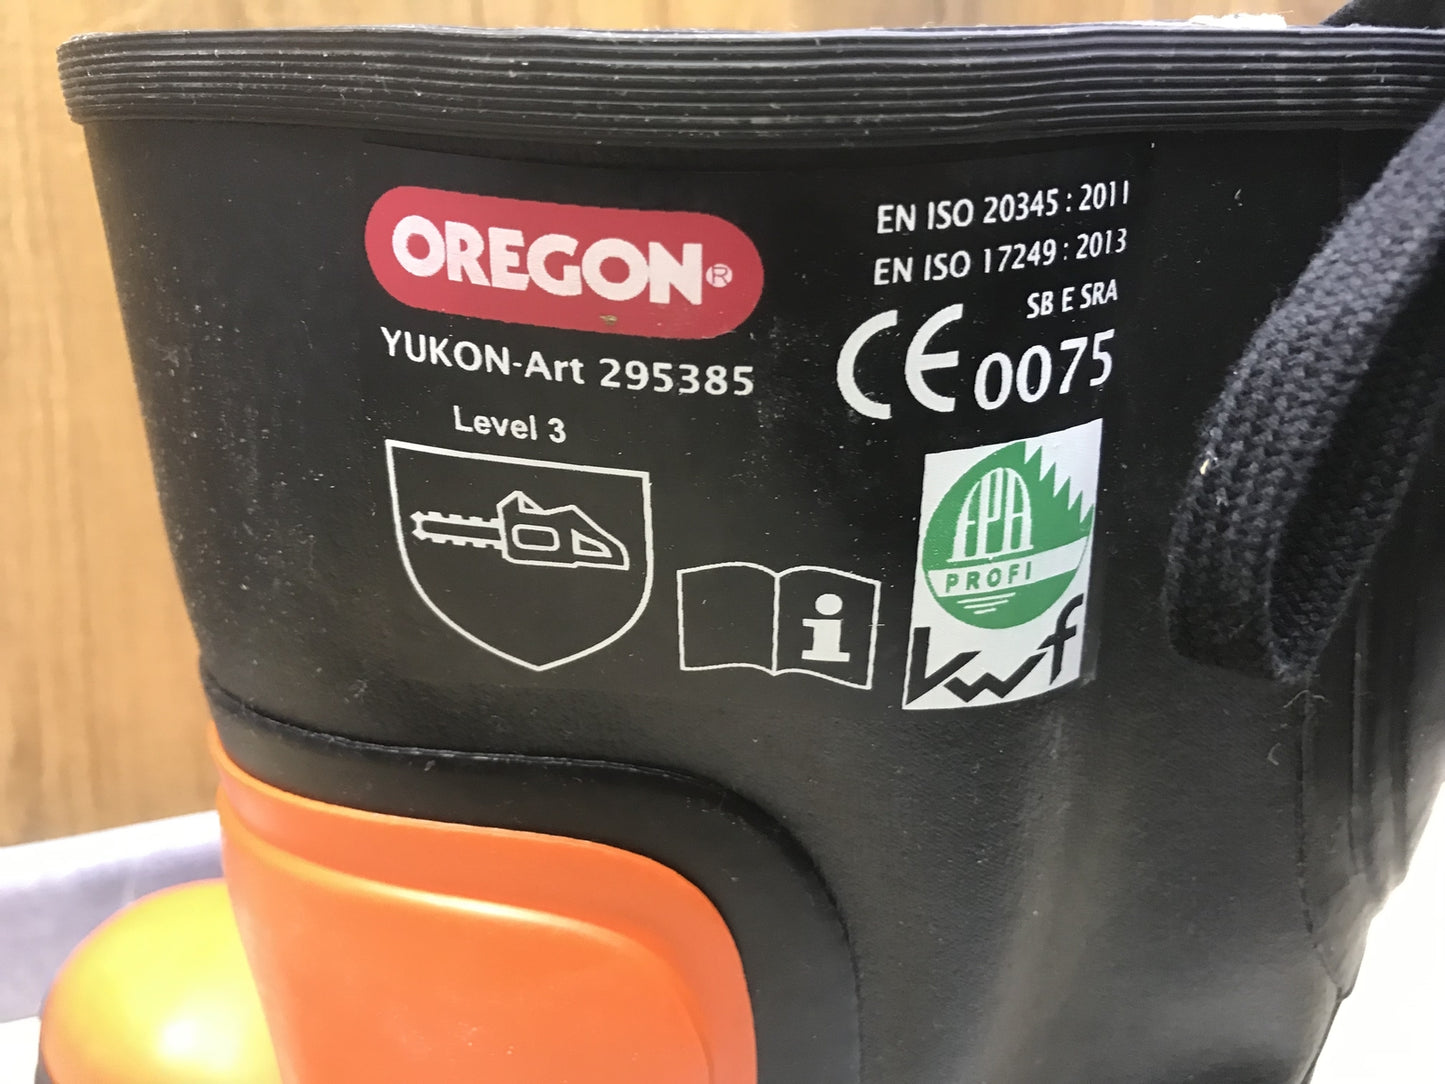 OREGON®
YUKON-Art 295385
Level 3
EN ISO 20345 : 2011
EN ISO 17249 : 2013
SB E SRA
CE 0075
i
FPA
PROFI
kwf